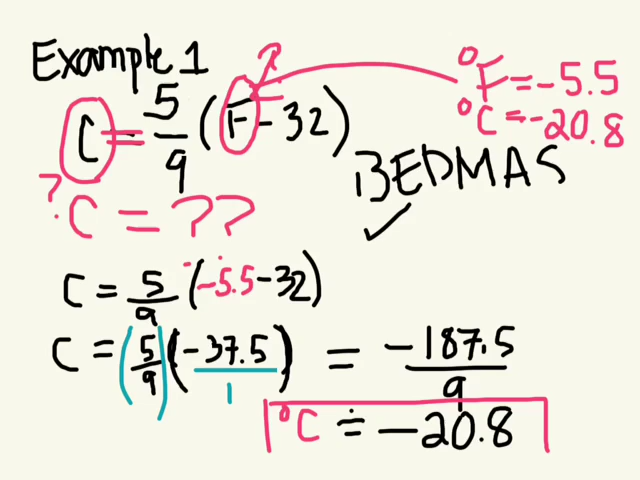 Example 1
°F = -5.5
C = 5/9 (F - 32)
°C = -20.8
BEDMAS
? C = ??
C = 5/9 (-5.5 - 32)
C = (5/9)(-37.5/1) = -187.5/9
°C ≑ -20.8